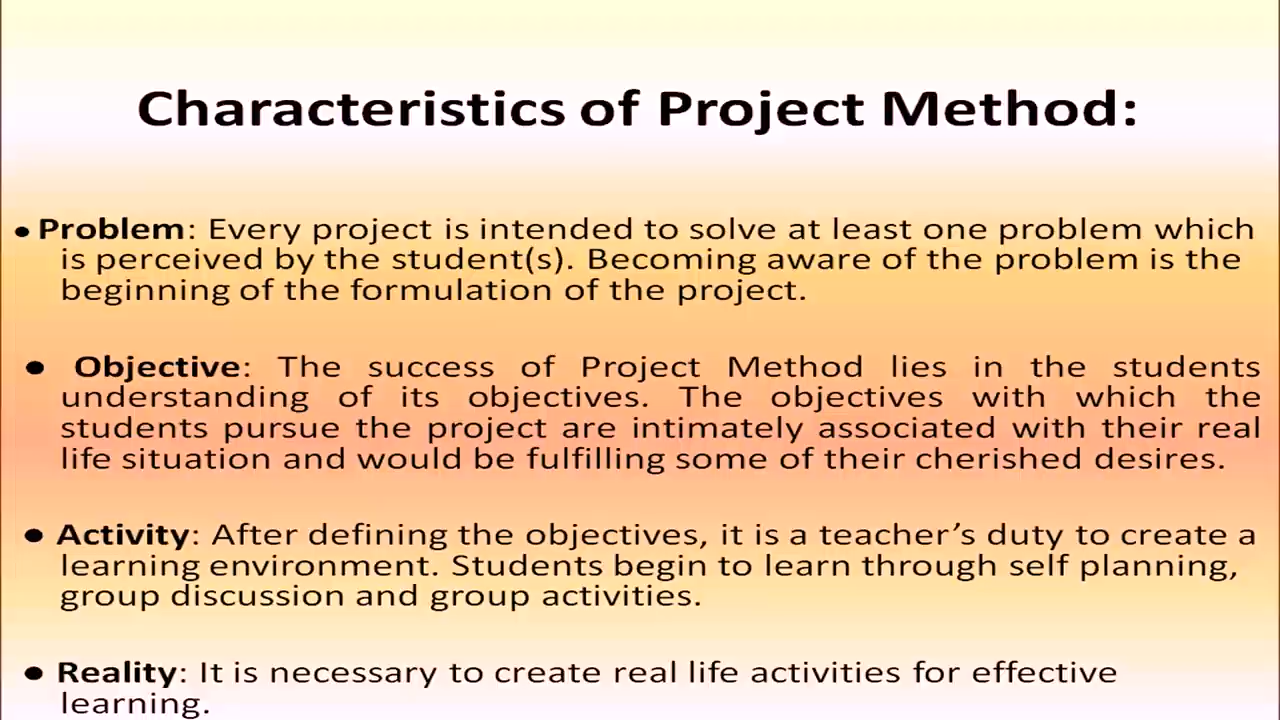 Characteristics of Project Method:
• Problem: Every project is intended to solve at least one problem which
is perceived by the student(s). Becoming aware of the problem is the
beginning of the formulation of the project.
● Objective: The success of Project Method lies in the students
understanding of its objectives. The objectives with which the
students pursue the project are intimately associated with their real
life situation and would be fulfilling some of their cherished desires.
● Activity: After defining the objectives, it is a teacher’s duty to create a
learning environment. Students begin to learn through self planning,
group discussion and group activities.
● Reality: It is necessary to create real life activities for effective
learning.